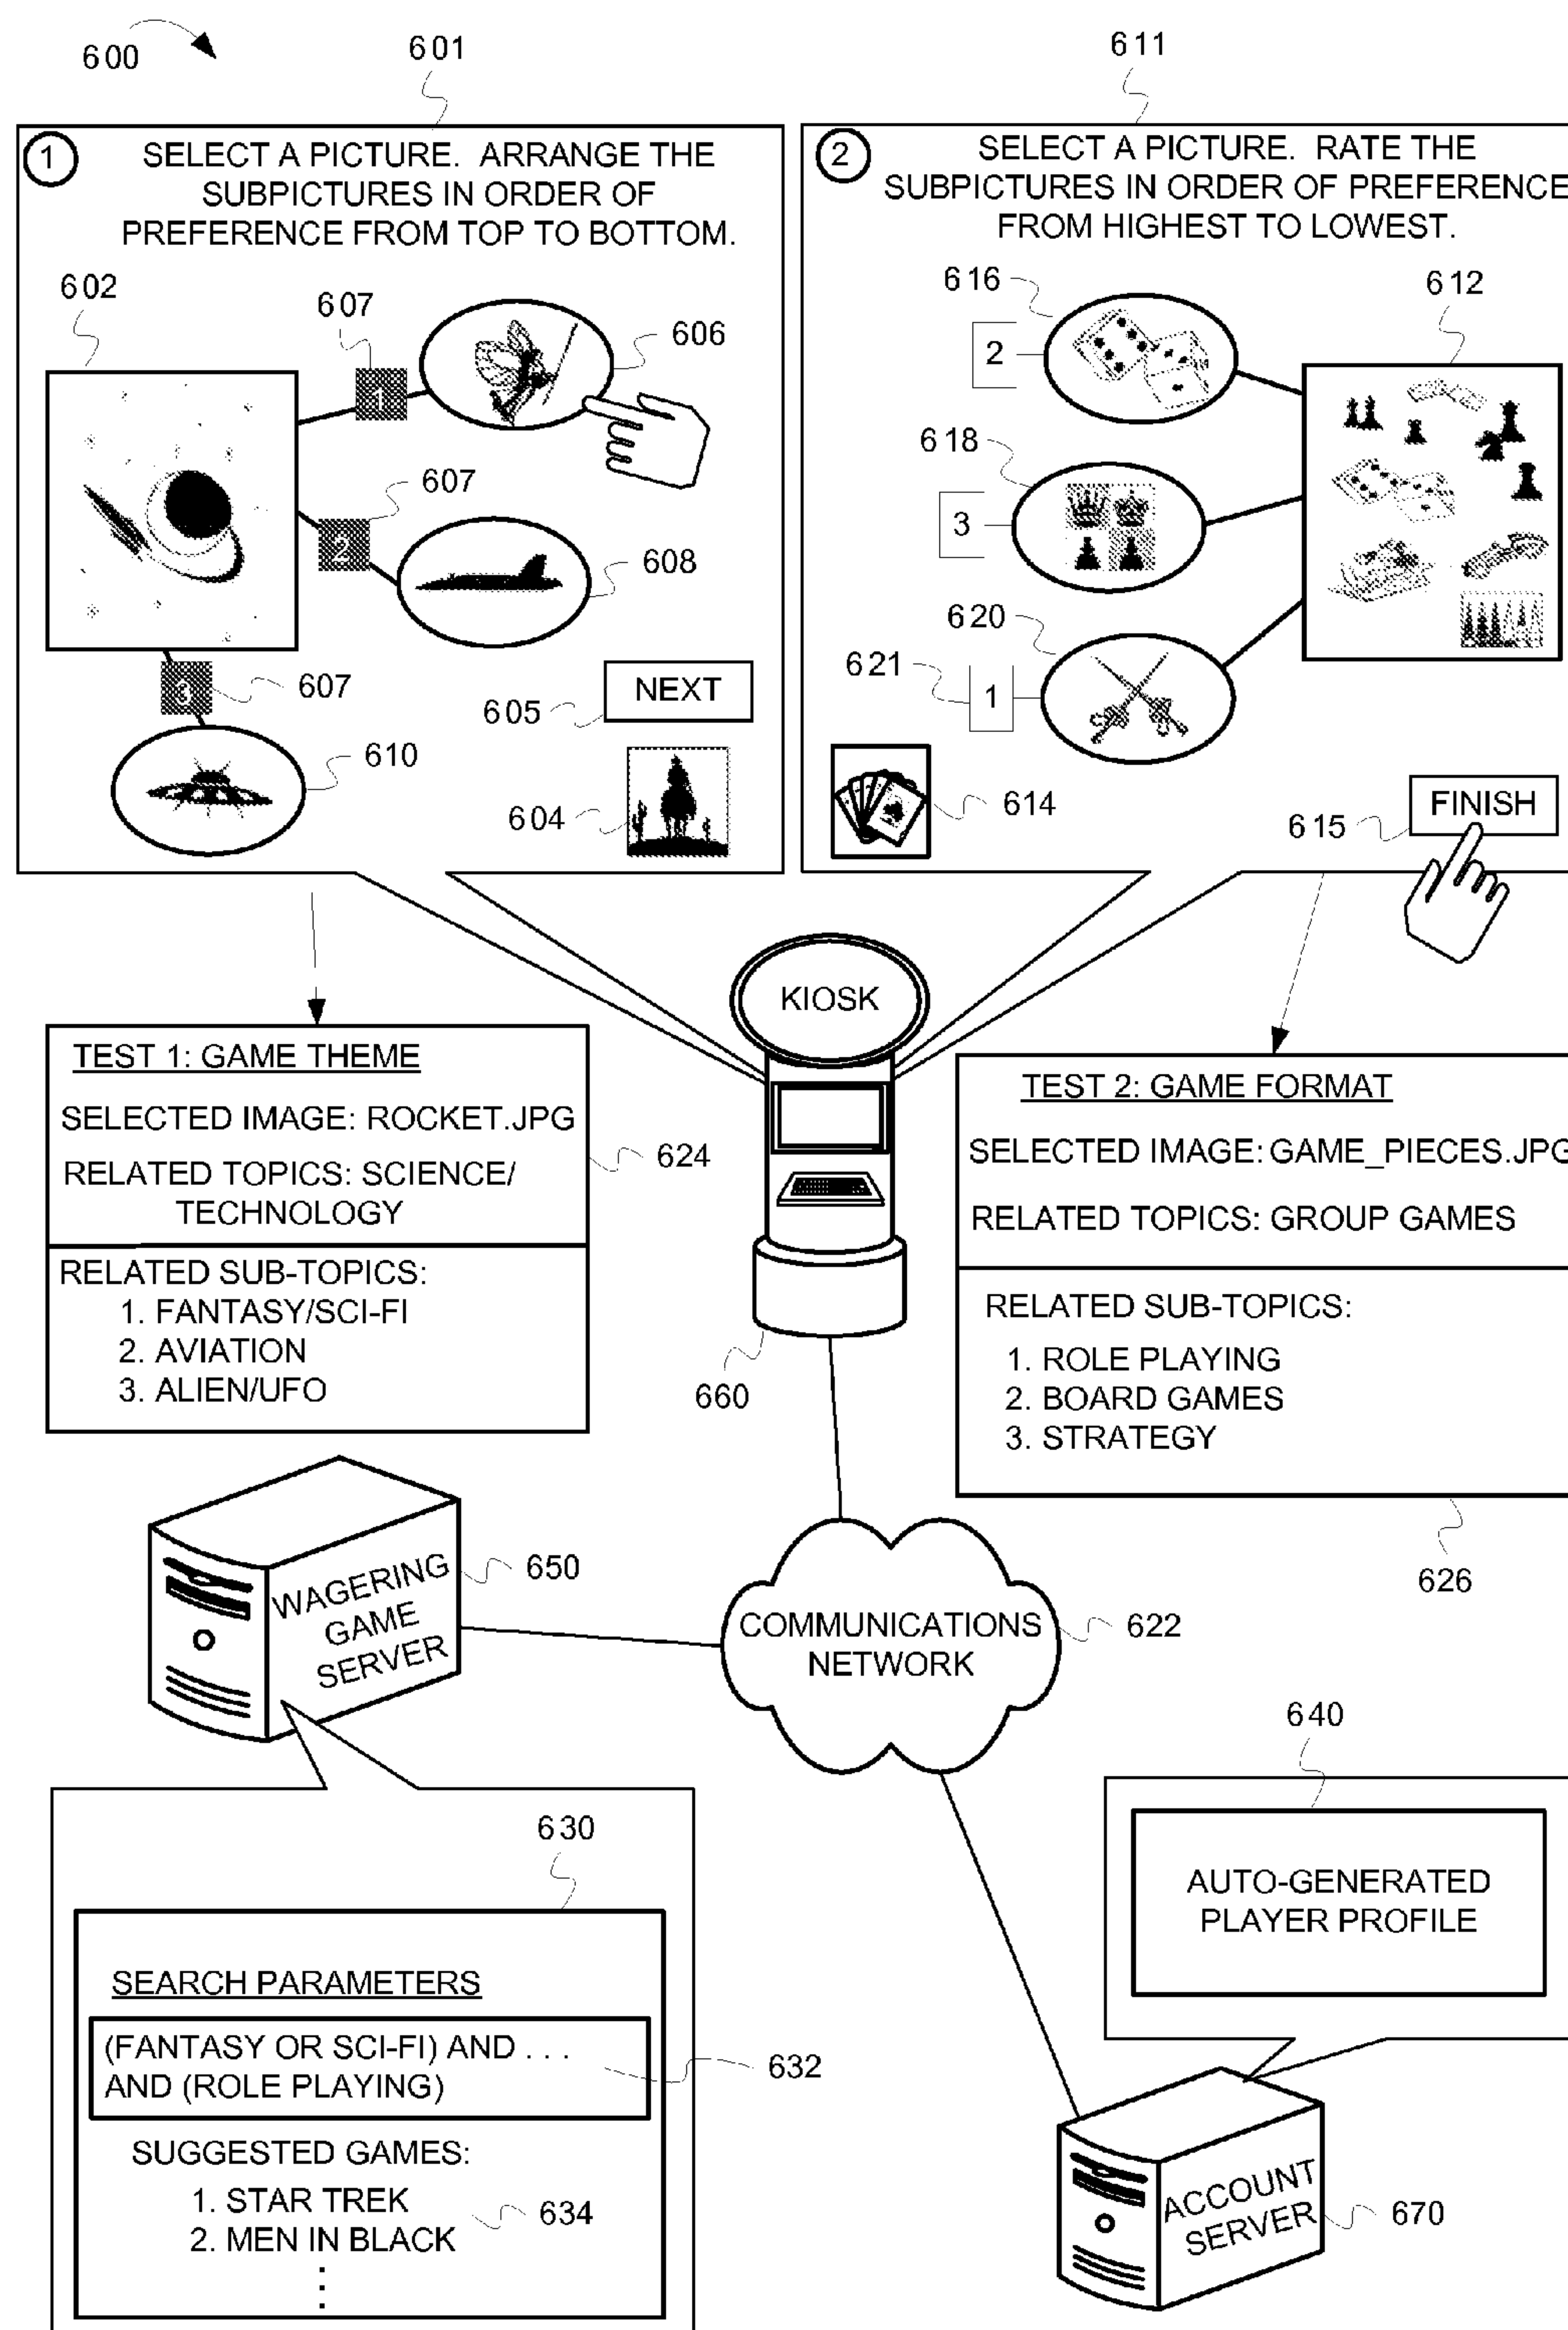 600
601
611
1
SELECT A PICTURE. ARRANGE THE
SUBPICTURES IN ORDER OF
PREFERENCE FROM TOP TO BOTTOM.
602
607
1
606
607
2
608
3
607
NEXT
605
610
604
2
SELECT A PICTURE. RATE THE
SUBPICTURES IN ORDER OF PREFERENCE
FROM HIGHEST TO LOWEST.
616
612
2
618
3
620
621
1
614
FINISH
615
KIOSK
660
TEST 1: GAME THEME
SELECTED IMAGE: ROCKET.JPG
RELATED TOPICS: SCIENCE/
TECHNOLOGY
624
RELATED SUB-TOPICS:
1. FANTASY/SCI-FI
2. AVIATION
3. ALIEN/UFO
TEST 2: GAME FORMAT
SELECTED IMAGE: GAME_PIECES.JPG
RELATED TOPICS: GROUP GAMES
RELATED SUB-TOPICS:
1. ROLE PLAYING
2. BOARD GAMES
3. STRATEGY
626
WAGERING
GAME
SERVER
650
COMMUNICATIONS
NETWORK
622
640
AUTO-GENERATED
PLAYER PROFILE
630
SEARCH PARAMETERS
(FANTASY OR SCI-FI) AND . . .
AND (ROLE PLAYING)
632
SUGGESTED GAMES:
1. STAR TREK
2. MEN IN BLACK
634
ACCOUNT
SERVER
670